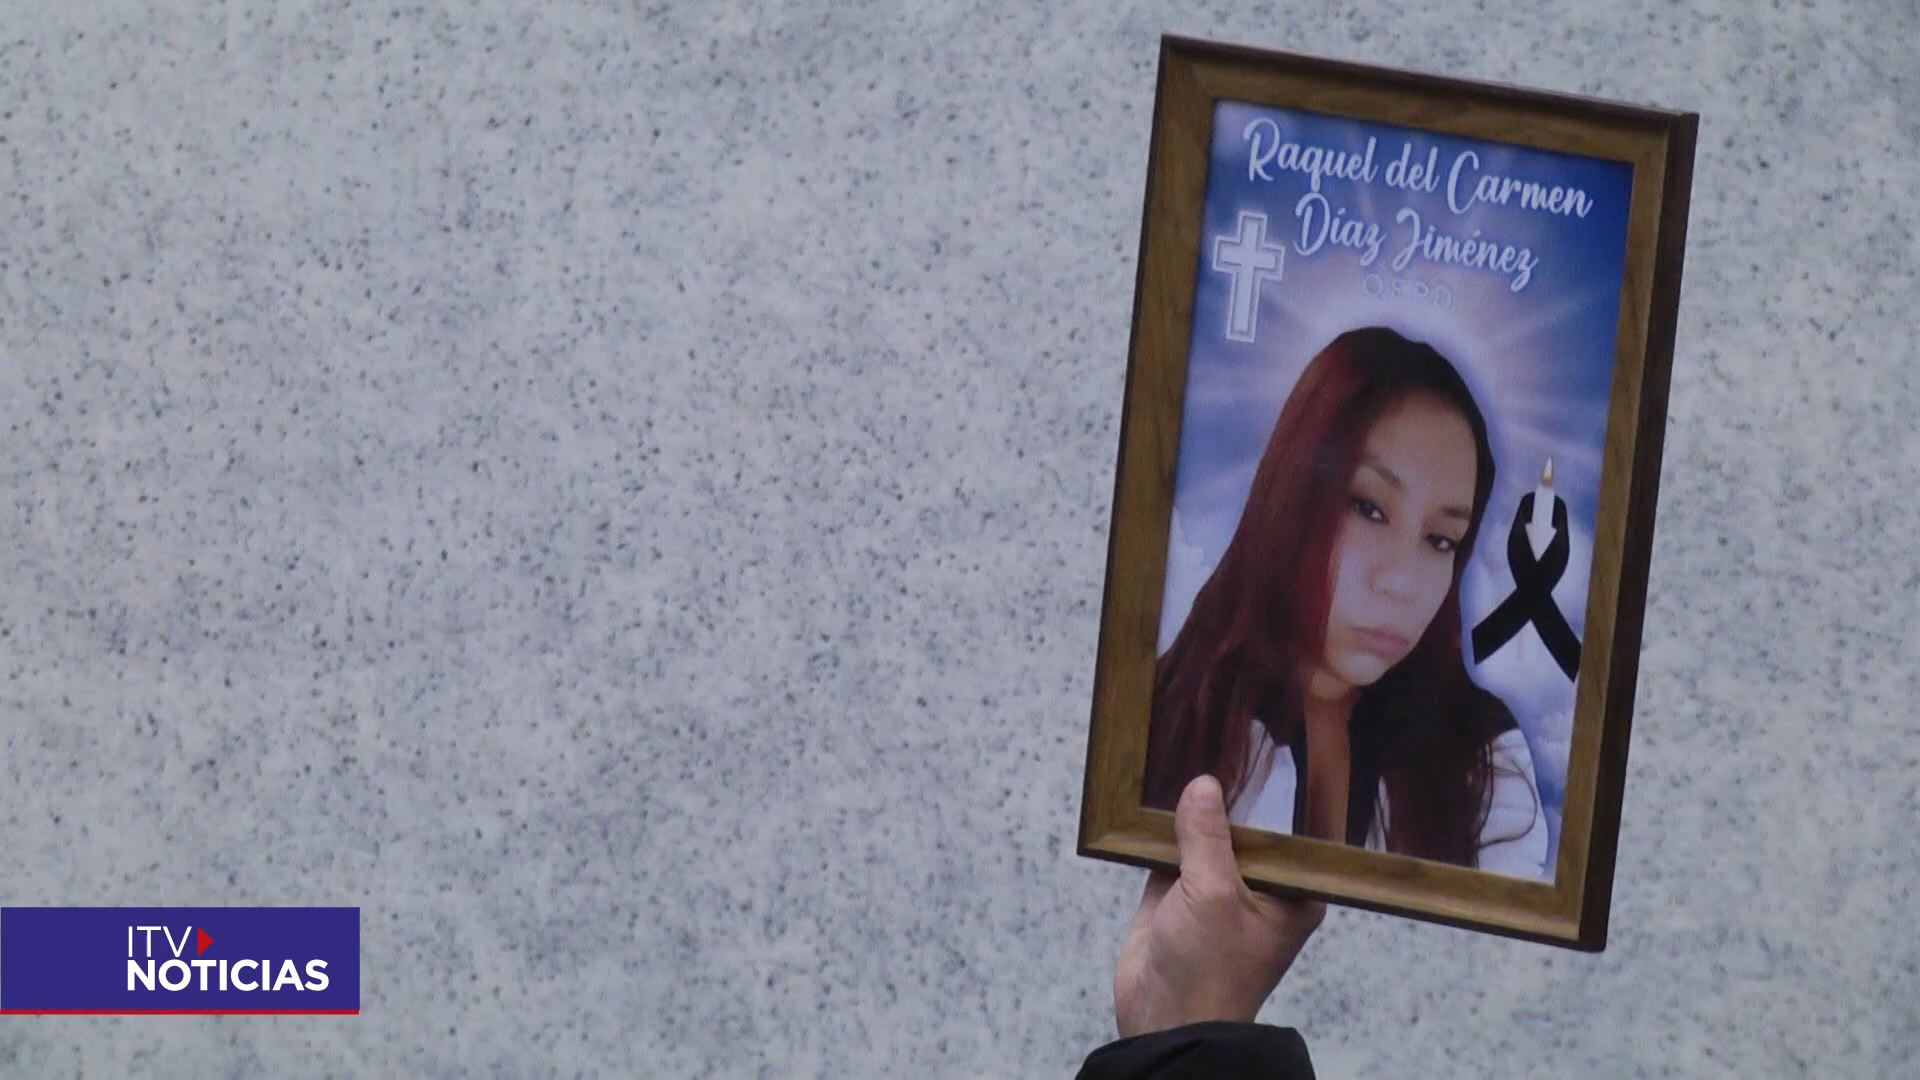 Raquel del Carmen
Díaz Jiménez
Q.E.P.D.
ITV
NOTICIAS